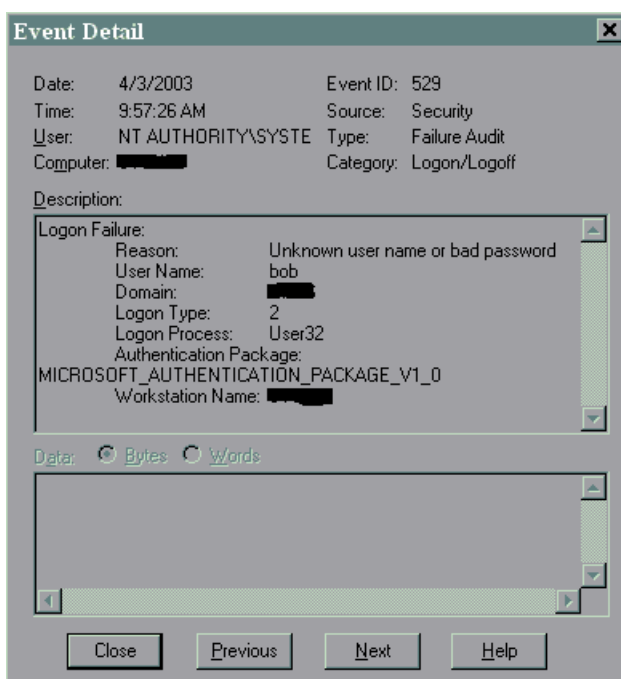 Event Detail
Date: 4/3/2003 Event ID: 529
Time: 9:57:26 AM Source: Security
User: NT AUTHORITY\SYSTE Type: Failure Audit
Computer: Category: Logon/Logoff
Description:
Logon Failure:
Reason: Unknown user name or bad password
User Name: bob
Domain:
Logon Type: 2
Logon Process: User32
Authentication Package:
MICROSOFT_AUTHENTICATION_PACKAGE_V1_0
Workstation Name:
Data: Bytes Words
Close Previous Next Help